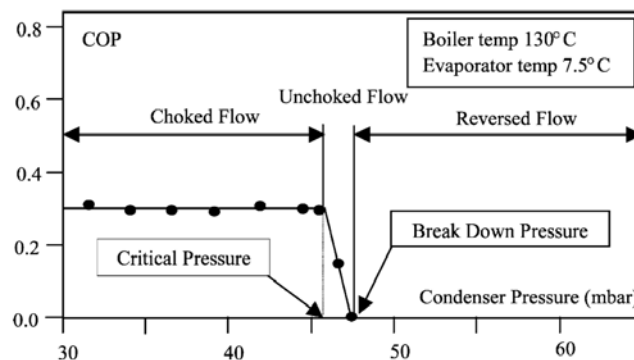 0.8
COP
Boiler temp 130°C
Evaporator temp 7.5°C
0.6
Unchoked Flow
Choked Flow
Reversed Flow
0.4
0.2
Critical Pressure
Break Down Pressure
Condenser Pressure (mbar)
0.0
30
40
50
60